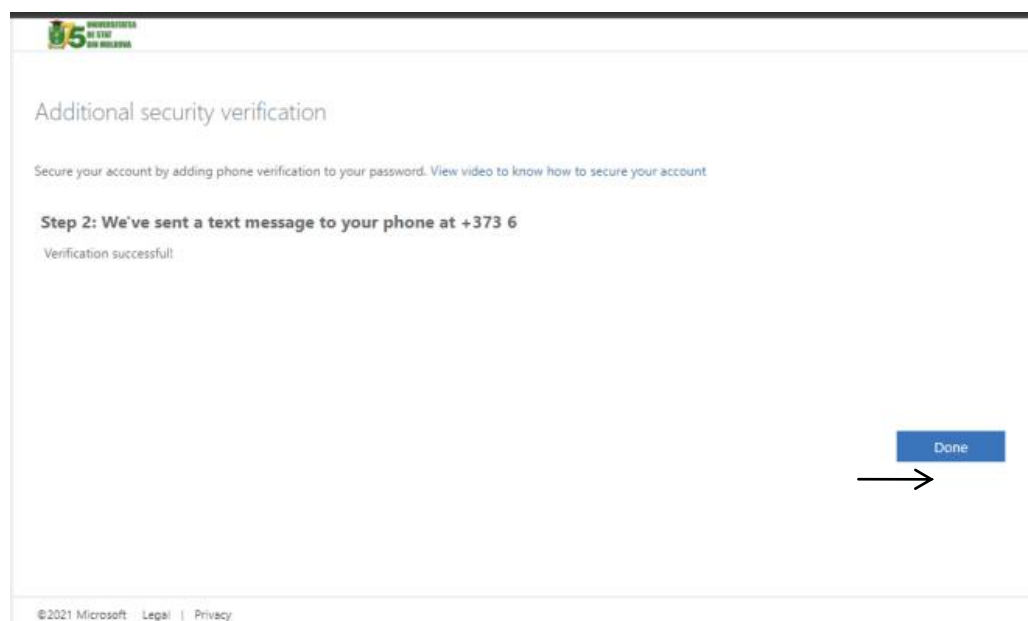 75 UNIVERSITATEA
DE STAT
DIN MOLDOVA
Additional security verification
Secure your account by adding phone verification to your password. View video to know how to secure your account
Step 2: We've sent a text message to your phone at +373 6
Verification successful!
Done
©2021 Microsoft Legal | Privacy